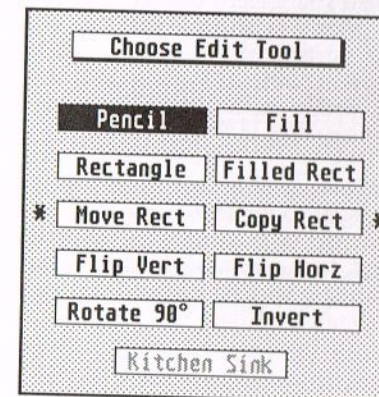 Choose Edit Tool
Pencil Fill
Rectangle Filled Rect
* Move Rect Copy Rect *
Flip Vert Flip Horz
Rotate 90° Invert
Kitchen Sink